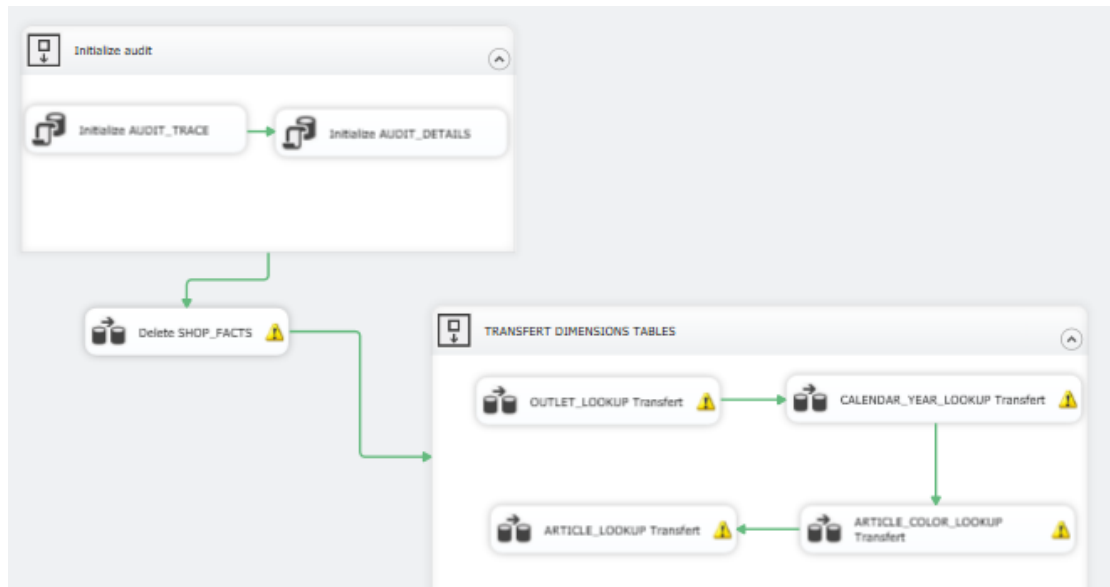 Initialize audit
Initialize AUDIT_TRACE
Initialize AUDIT_DETAILS
Delete SHOP_FACTS
TRANSFERT DIMENSIONS TABLES
OUTLET_LOOKUP Transfert
CALENDAR_YEAR_LOOKUP Transfert
ARTICLE_LOOKUP Transfert
ARTICLE_COLOR_LOOKUP
Transfert